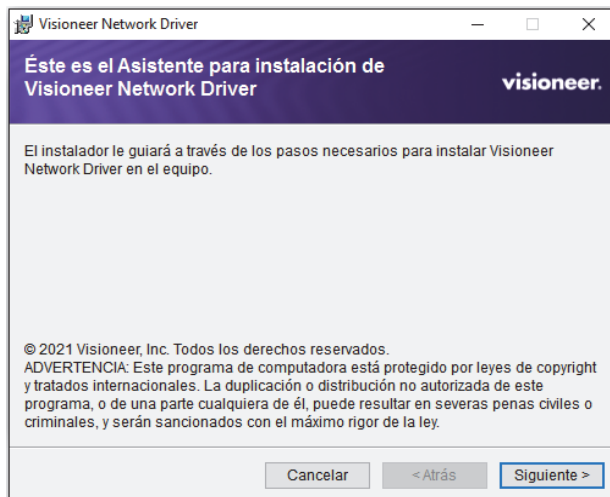 Visioneer Network Driver
Éste es el Asistente para instalación de
Visioneer Network Driver
visioneer.
El instalador le guiará a través de los pasos necesarios para instalar Visioneer
Network Driver en el equipo.
© 2021 Visioneer, Inc. Todos los derechos reservados.
ADVERTENCIA: Este programa de computadora está protegido por leyes de copyright
y tratados internacionales. La duplicación o distribución no autorizada de este
programa, o de una parte cualquiera de él, puede resultar en severas penas civiles o
criminales, y serán sancionados con el máximo rigor de la ley.
Cancelar
< Atrás
Siguiente >